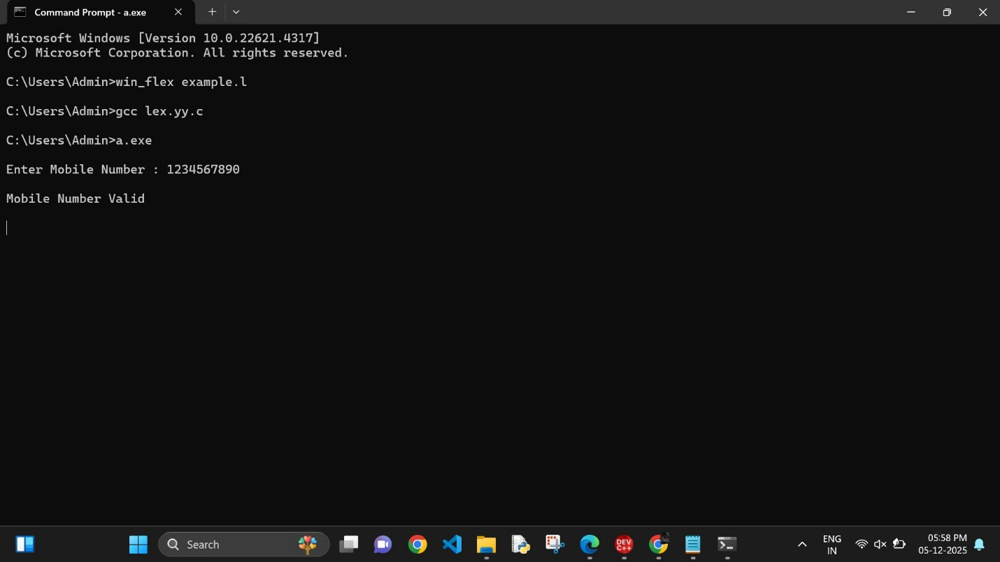 Command Prompt - a.exe
Microsoft Windows [Version 10.0.22621.4317]
(c) Microsoft Corporation. All rights reserved.
C:\Users\Admin>win_flex example.l
C:\Users\Admin>gcc lex.yy.c
C:\Users\Admin>a.exe
Enter Mobile Number : 1234567890
Mobile Number Valid
Search
DEV
C++
ENG
IN
05:58 PM
05-12-2025